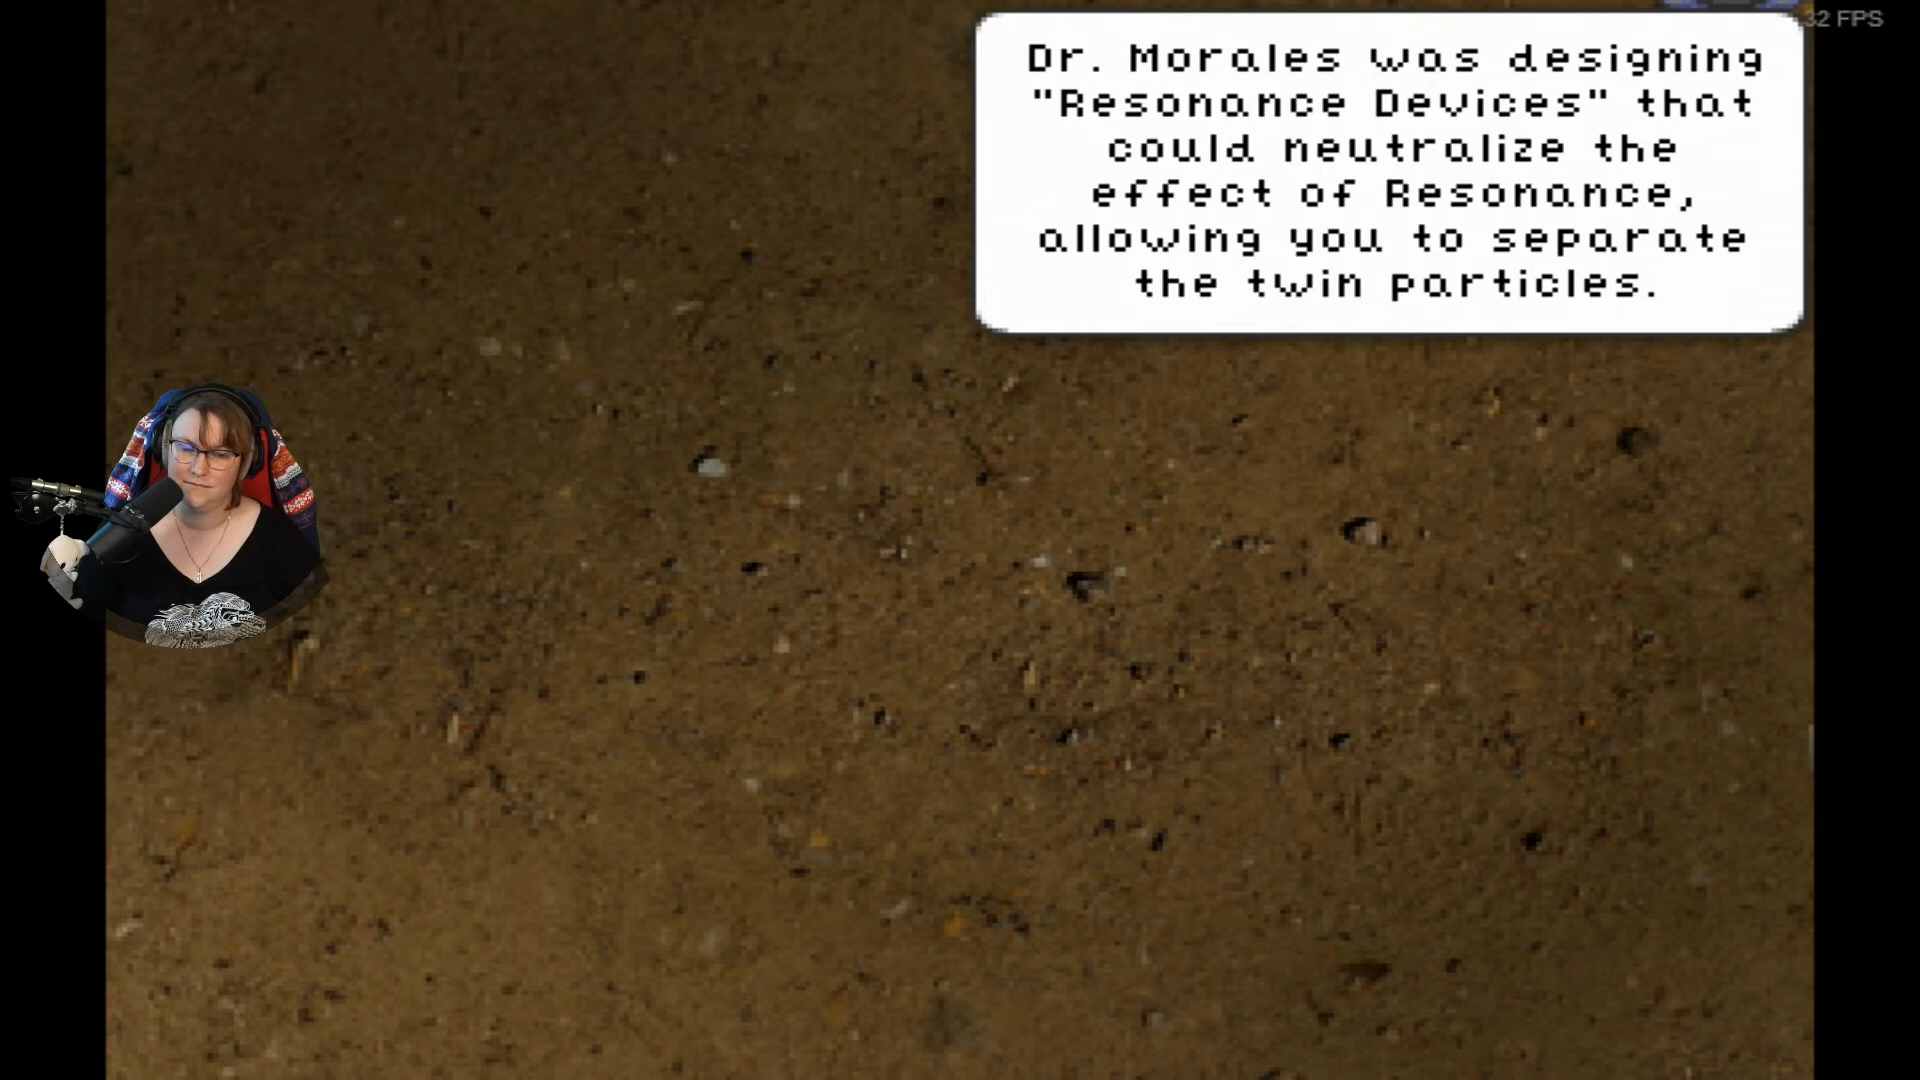 32 FPS
Dr. Morales was designing
"Resonance Devices" that
could neutralize the
effect of Resonance,
allowing you to separate
the twin particles.